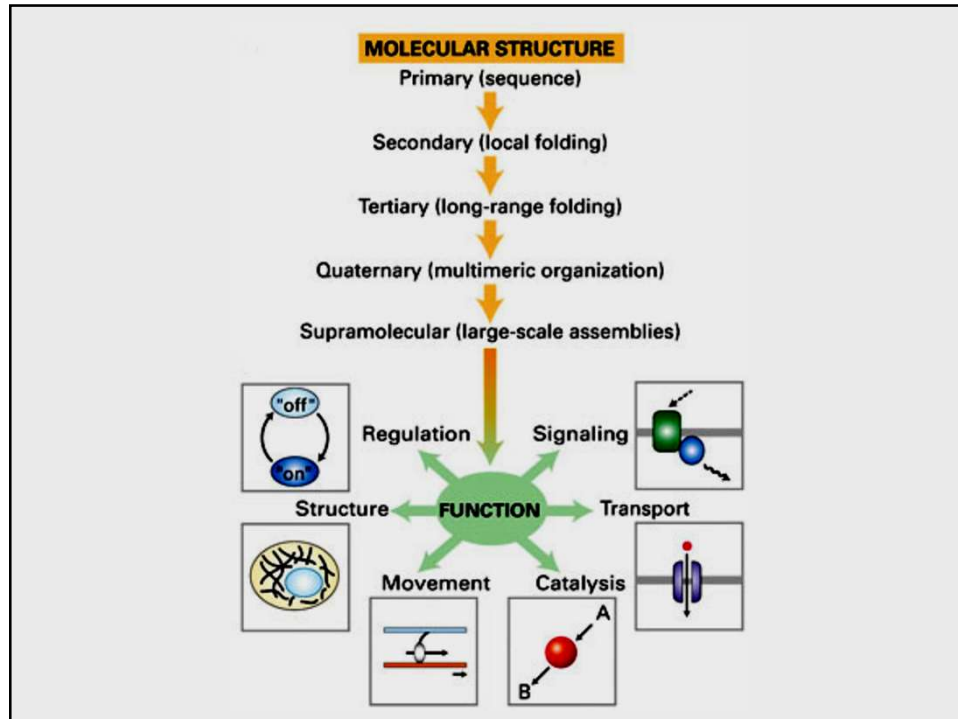 MOLECULAR STRUCTURE
Primary (sequence)
Secondary (local folding)
Tertiary (long-range folding)
Quaternary (multimeric organization)
Supramolecular (large-scale assemblies)
"off"
"on"
Regulation
Signaling
Structure
FUNCTION
Transport
Movement
Catalysis
A
B